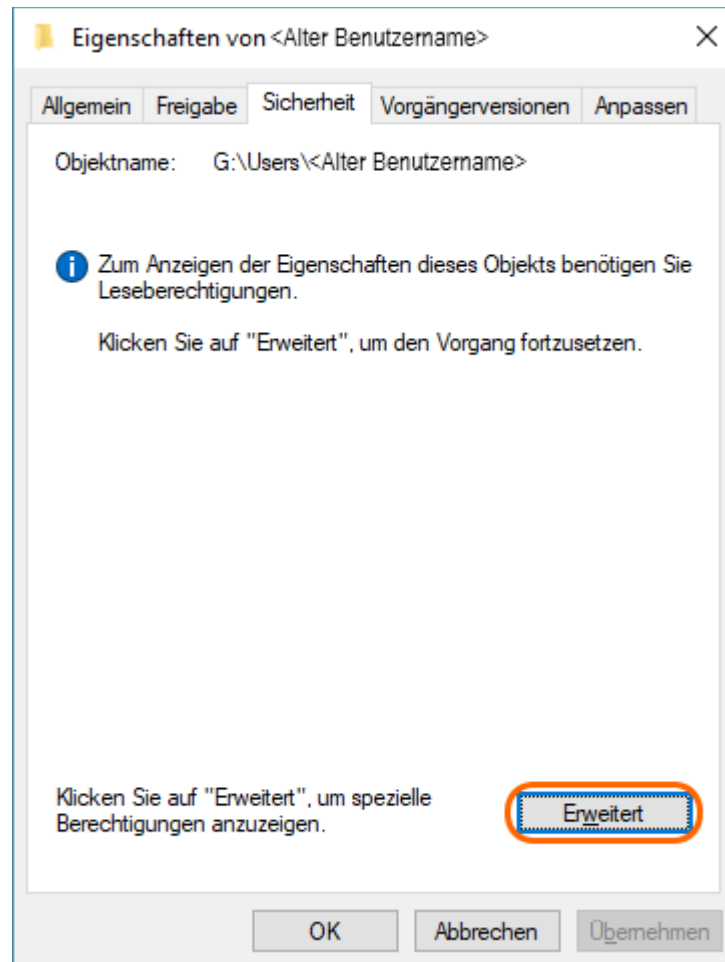 Eigenschaften von <Alter Benutzername>
Allgemein Freigabe Sicherheit Vorgängerversionen Anpassen
Objektname: G:\Users\<Alter Benutzername>
Zum Anzeigen der Eigenschaften dieses Objekts benötigen Sie
Leseberechtigungen.
Klicken Sie auf "Erweitert", um den Vorgang fortzusetzen.
Klicken Sie auf "Erweitert", um spezielle
Berechtigungen anzuzeigen.
Erweitert
OK Abbrechen Übernehmen